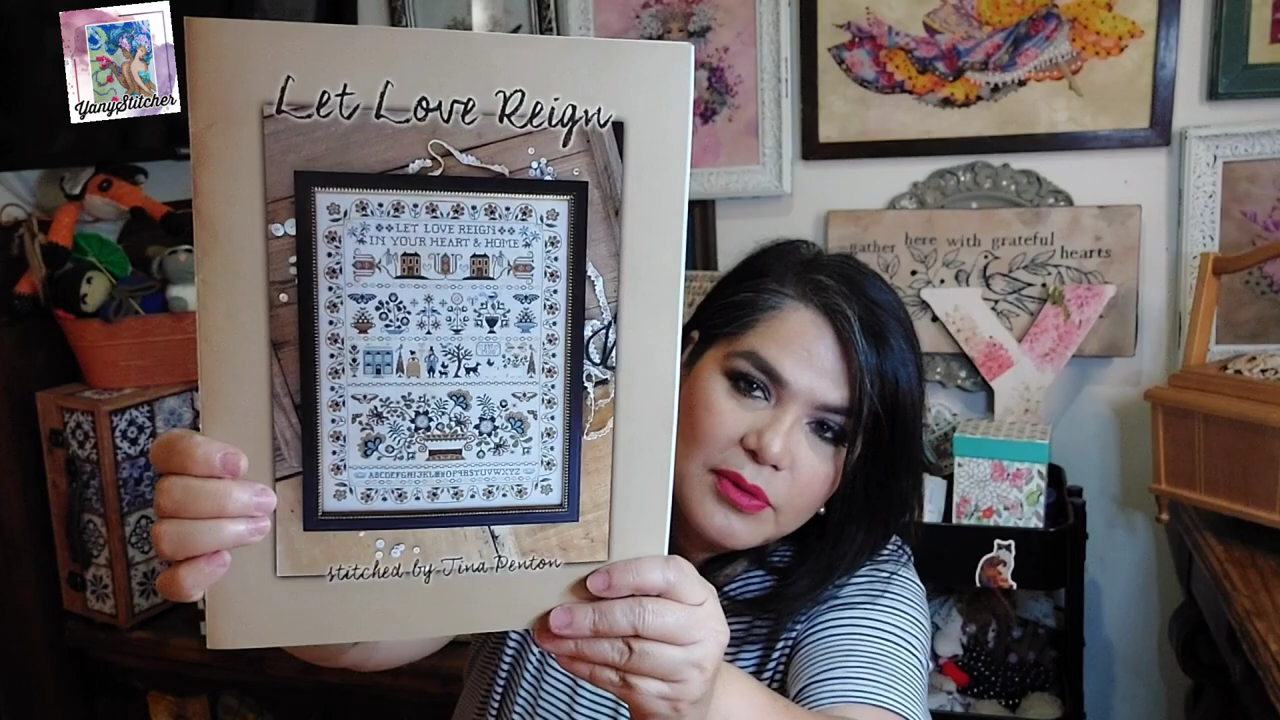 YanyStitcher
Let Love Reign
LET LOVE REIGN
IN YOUR HEART & HOME
stitched by Tina Penton
gather here with grateful
hearts
Y